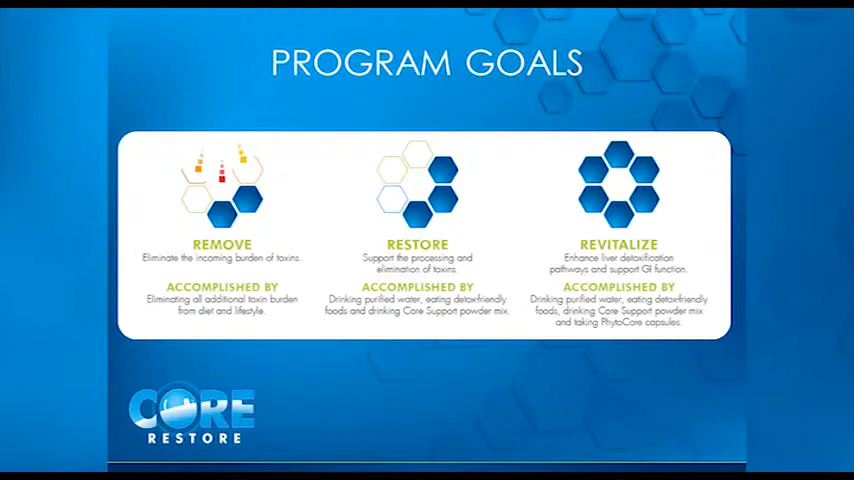 PROGRAM GOALS
REMOVE
Eliminate the incoming burden of toxins.
ACCOMPLISHED BY
Eliminating all additional toxin burden
from diet and lifestyle.
RESTORE
Support the processing and
elimination of toxins.
ACCOMPLISHED BY
Drinking purified water, eating detox-friendly
foods and drinking Core Support powder mix.
REVITALIZE
Enhance liver detoxification
pathways and support GI function.
ACCOMPLISHED BY
Drinking purified water, eating detox-friendly
foods, drinking Core Support powder mix
and taking PhytoCore capsules.
CORE
RESTORE